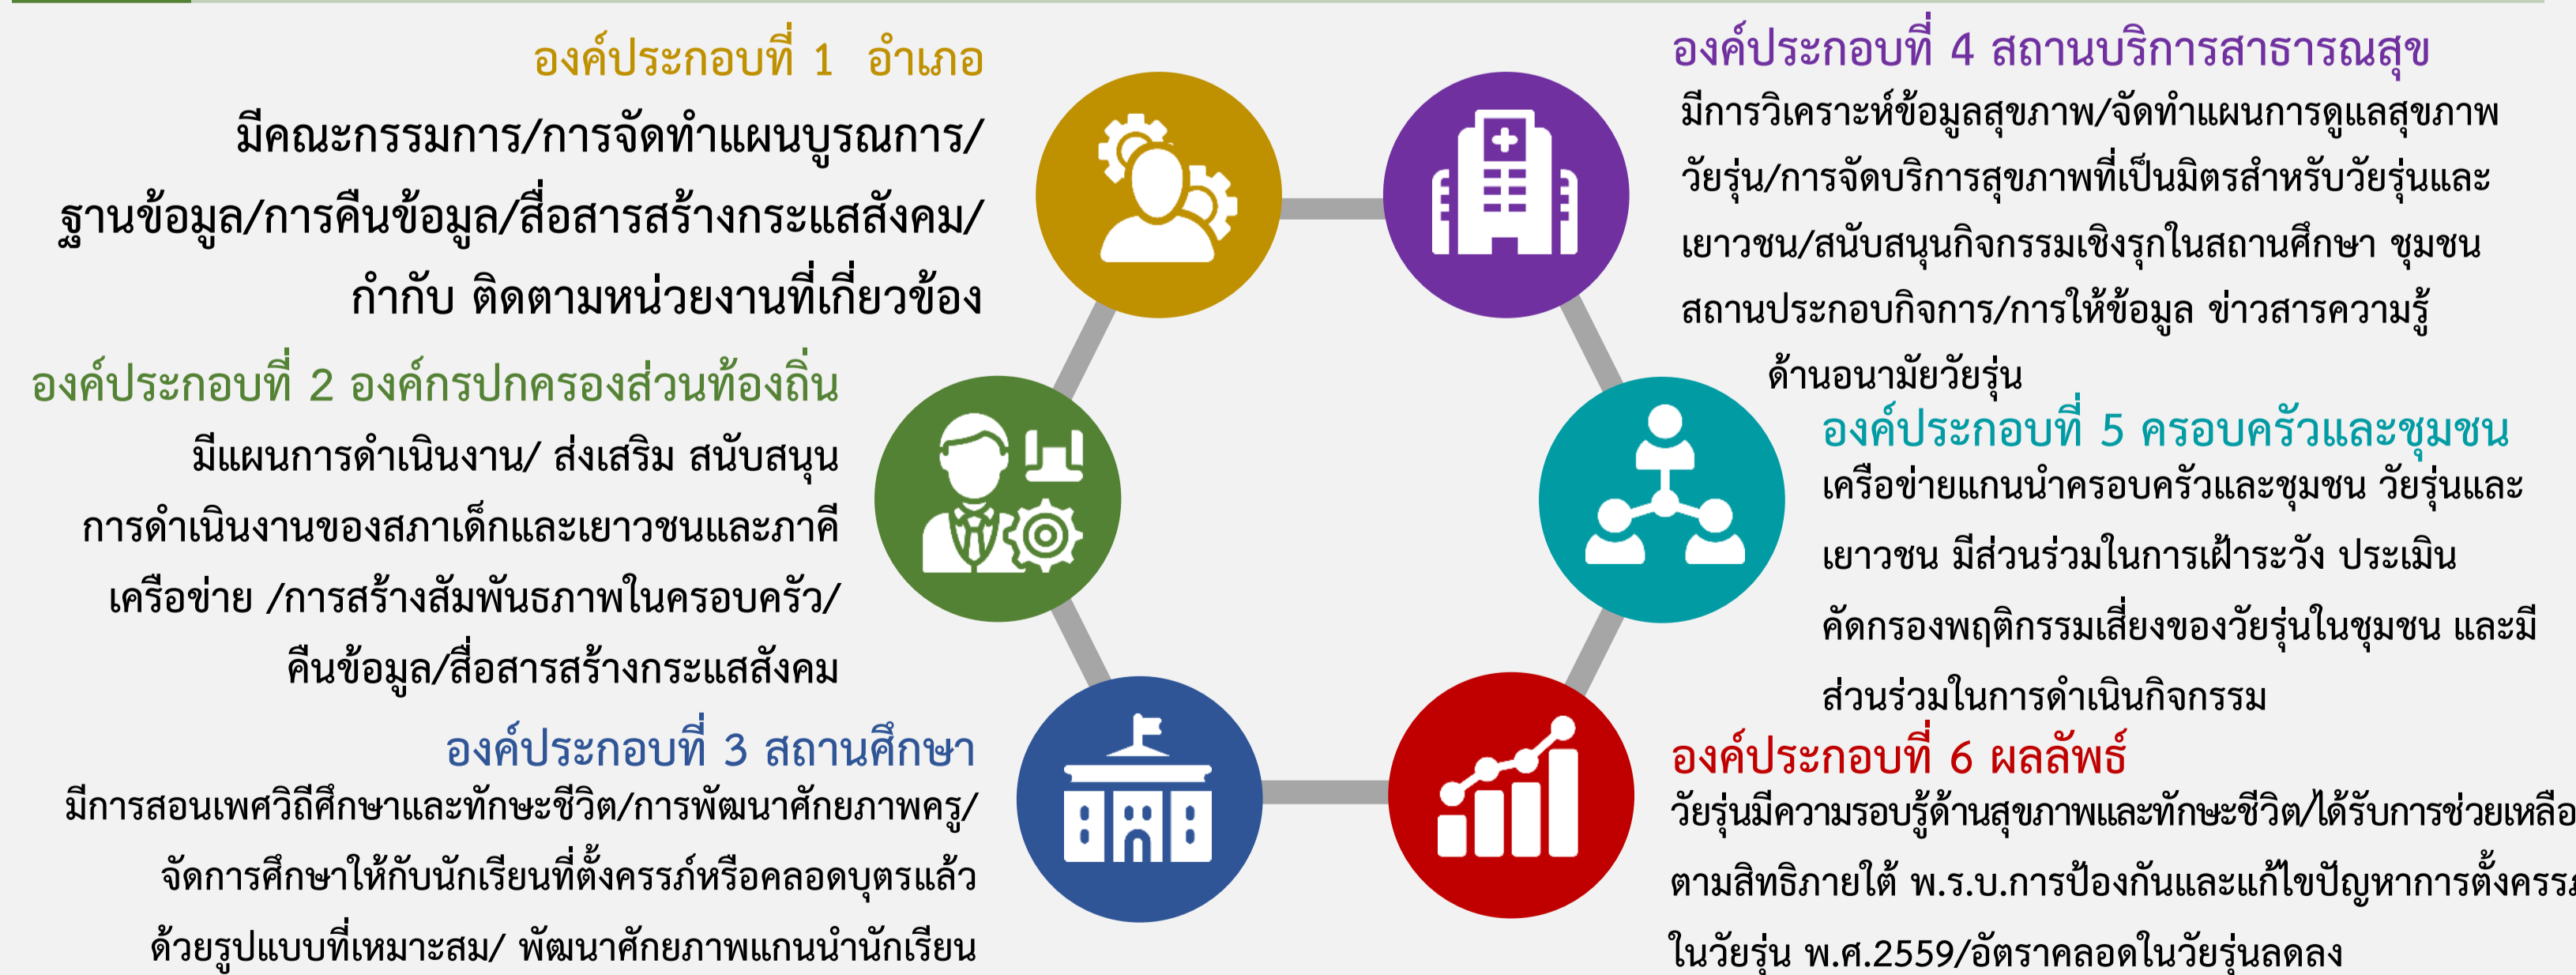 องค์ประกอบที่ 1 อำเภอ
มีคณะกรรมการ/การจัดทำแผนบูรณการ/
ฐานข้อมูล/การคืนข้อมูล/สื่อสารสร้างกระแสสังคม/
กำกับ ติดตามหน่วยงานที่เกี่ยวข้อง
องค์ประกอบที่ 2 องค์กรปกครองส่วนท้องถิ่น
มีแผนการดำเนินงาน/ ส่งเสริม สนับสนุน
การดำเนินงานของสภาเด็กและเยาวชนและภาคี
เครือข่าย /การสร้างสัมพันธภาพในครอบครัว/
คืนข้อมูล/สื่อสารสร้างกระแสสังคม
องค์ประกอบที่ 3 สถานศึกษา
มีการสอนเพศวิถีศึกษาและทักษะชีวิต/การพัฒนาศักยภาพครู/
จัดการศึกษาให้กับนักเรียนที่ตั้งครรภ์หรือคลอดบุตรแล้ว
ด้วยรูปแบบที่เหมาะสม/ พัฒนาศักยภาพแกนนำนักเรียน
องค์ประกอบที่ 4 สถานบริการสาธารณสุข
มีการวิเคราะห์ข้อมูลสุขภาพ/จัดทำแผนการดูแลสุขภาพ
วัยรุ่น/การจัดบริการสุขภาพที่เป็นมิตรสำหรับวัยรุ่นและ
เยาวชน/สนับสนุนกิจกรรมเชิงรุกในสถานศึกษา ชุมชน
สถานประกอบกิจการ/การให้ข้อมูล ข่าวสารความรู้
ด้านอนามัยวัยรุ่น
องค์ประกอบที่ 5 ครอบครัวและชุมชน
เครือข่ายแกนนำครอบครัวและชุมชน วัยรุ่นและ
เยาวชน มีส่วนร่วมในการเฝ้าระวัง ประเมิน
คัดกรองพฤติกรรมเสี่ยงของวัยรุ่นในชุมชน และมี
ส่วนร่วมในการดำเนินกิจกรรม
องค์ประกอบที่ 6 ผลลัพธ์
วัยรุ่นมีความรอบรู้ด้านสุขภาพและทักษะชีวิต/ได้รับการช่วยเหลือ
ตามสิทธิภายใต้ พ.ร.บ.การป้องกันและแก้ไขปัญหาการตั้งครรภ
ในวัยรุ่น พ.ศ.2559/อัตราคลอดในวัยรุ่นลดลง